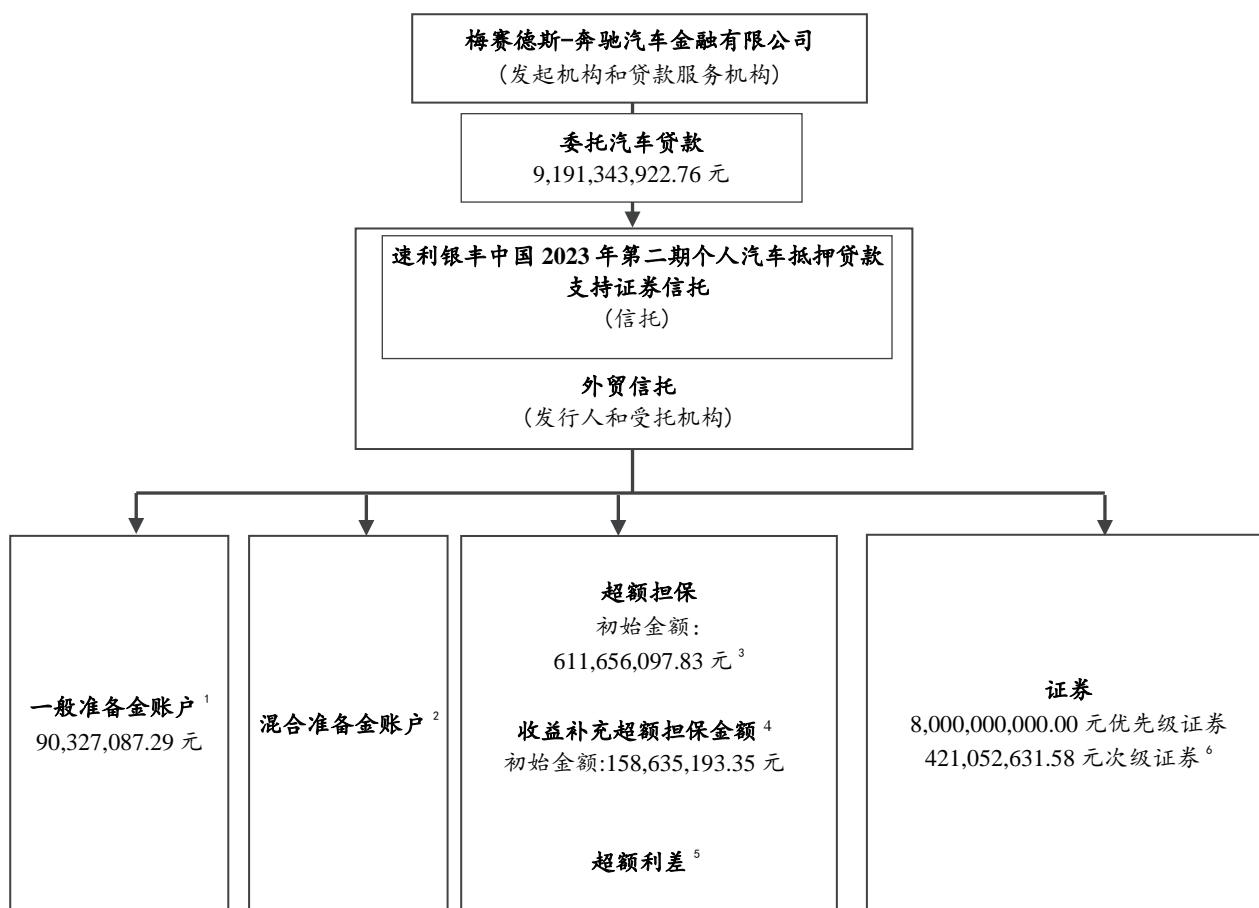 梅赛德斯-奔驰汽车金融有限公司
（发起机构和贷款服务机构）
委托汽车贷款
9,191,343,922.76 元
速利银丰中国 2023 年第二期个人汽车抵押贷款
支持证券信托
（信托）
外贸信托
（发行人和受托机构）
一般准备金账户 1
90,327,087.29 元
混合准备金账户 2
超额担保
初始金额：
611,656,097.83 元 3
收益补充超额担保金额 4
初始金额:158,635,193.35 元
超额利差 5
证券
8,000,000,000.00 元优先级证券
421,052,631.58 元次级证券 6